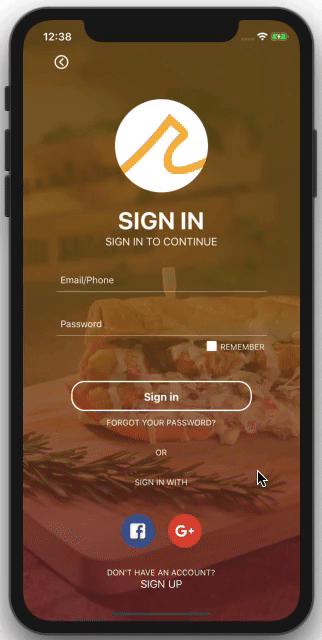 12:38
SIGN IN
SIGN IN TO CONTINUE
Email/Phone
Password
REMEMBER
Sign in
FORGOT YOUR PASSWORD?
OR
SIGN IN WITH
f G+
DON'T HAVE AN ACCOUNT?
SIGN UP